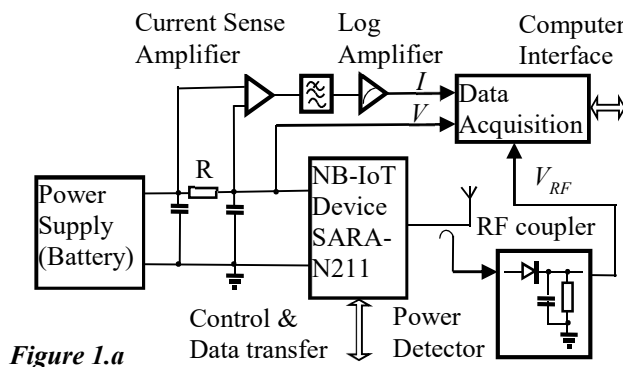 Current Sense
Amplifier
Log
Amplifier
Computer
Interface
I
V
Data
Acquisition
R
Power
Supply
(Battery)
NB-IoT
Device
SARA-
N211
V_RF
RF coupler
Control &
Data transfer
Power
Detector
Figure 1.a